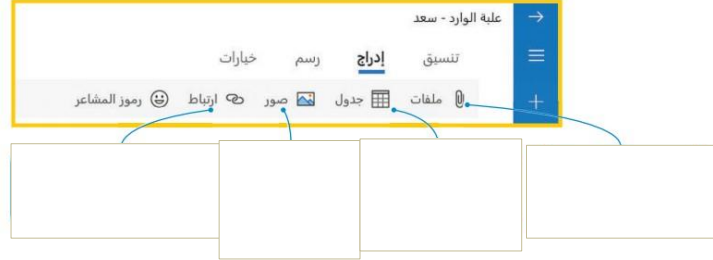 علبة الوارد - سعد
تنسيق إدراج رسم خيارات
ملفات جدول صور ارتباط رموز المشاعر